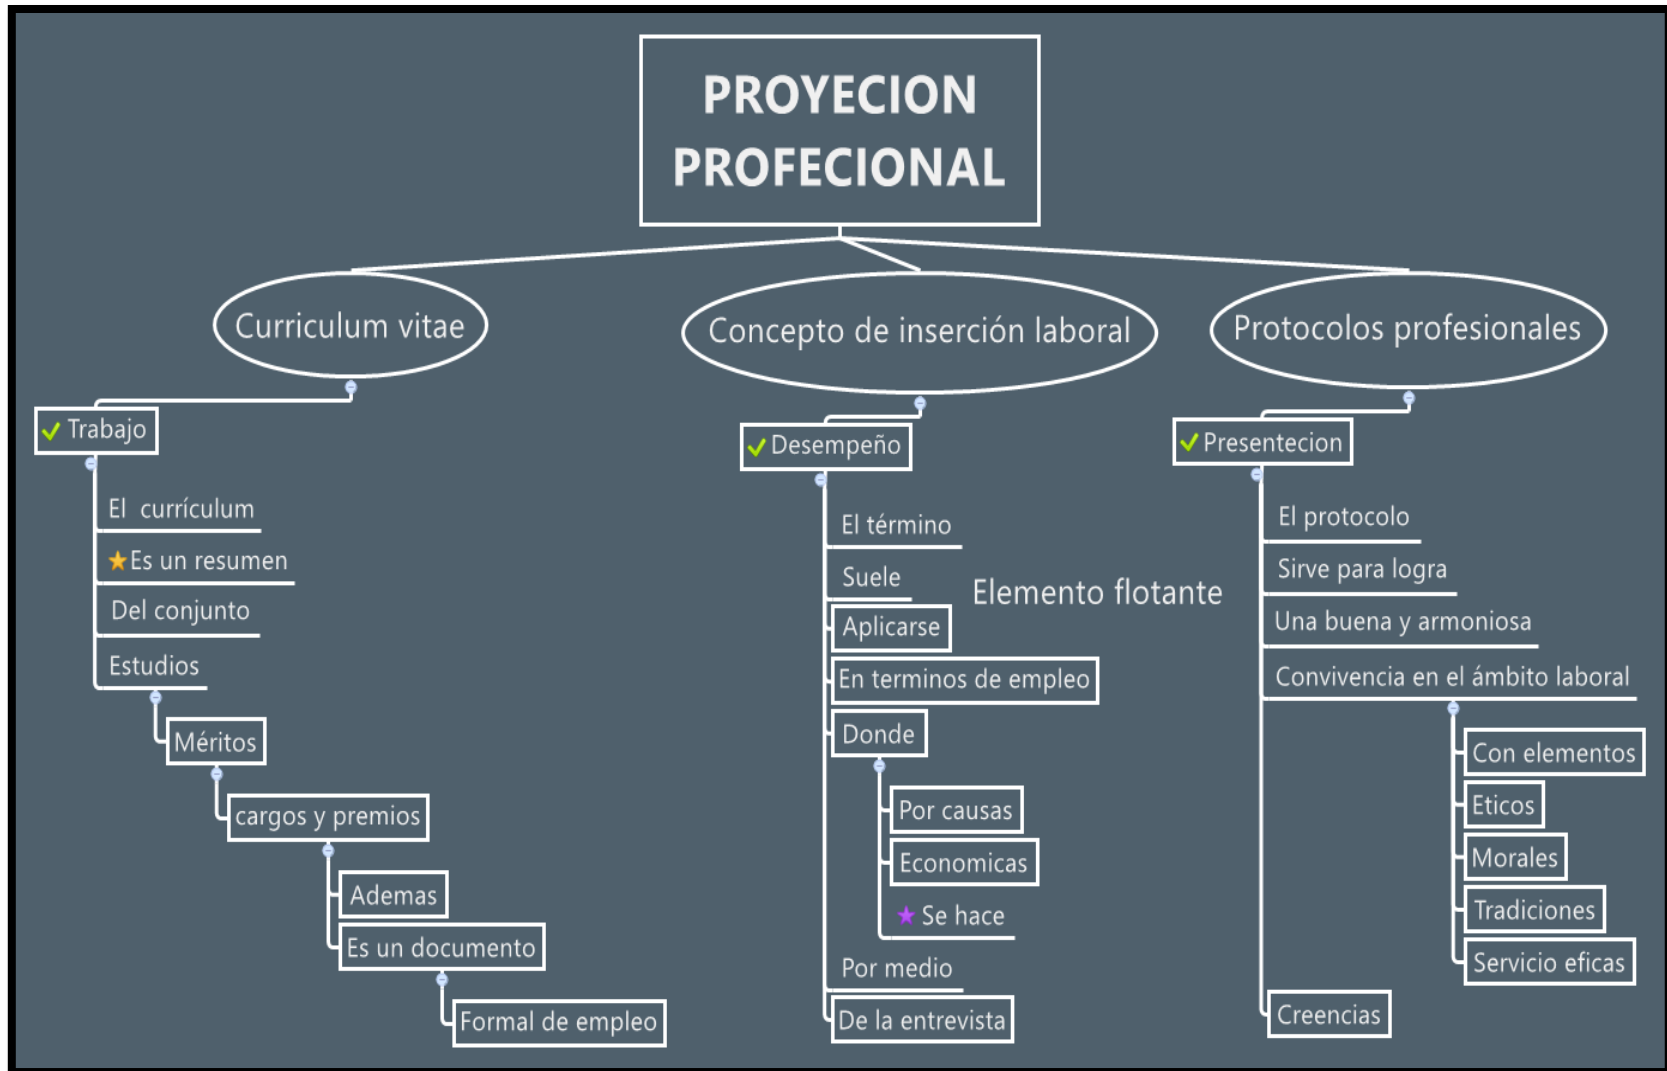 PROYECION
PROFECIONAL
Curriculum vitae
Trabajo
El currículum
Es un resumen
Del conjunto
Estudios
Méritos
cargos y premios
Ademas
Es un documento
Formal de empleo
Concepto de inserción laboral
Desempeño
El término
Suele
Aplicarse
En terminos de empleo
Donde
Por causas
Economicas
Se hace
Por medio
De la entrevista
Elemento flotante
Protocolos profesionales
Presentecion
El protocolo
Sirve para logra
Una buena y armoniosa
Convivencia en el ámbito laboral
Con elementos
Eticos
Morales
Tradiciones
Servicio eficas
Creencias